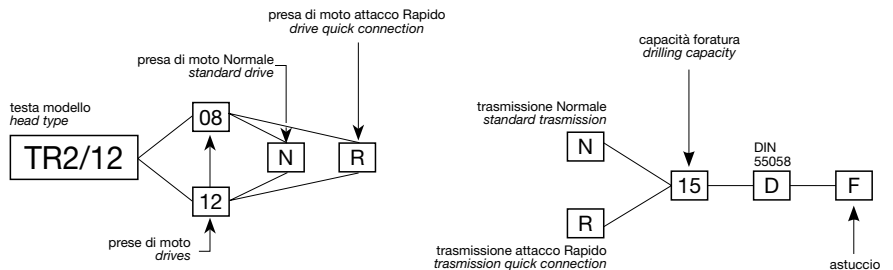 presa di moto attacco Rapido
drive quick connection
presa di moto Normale
standard drive
testa modello
head type
TR2/12
08
N
R
12
prese di moto
drives
capacità foratura
drilling capacity
trasmissione Normale
standard trasmission
N
DIN
55058
15
D
F
R
trasmissione attacco Rapido
trasmission quick connection
astuccio